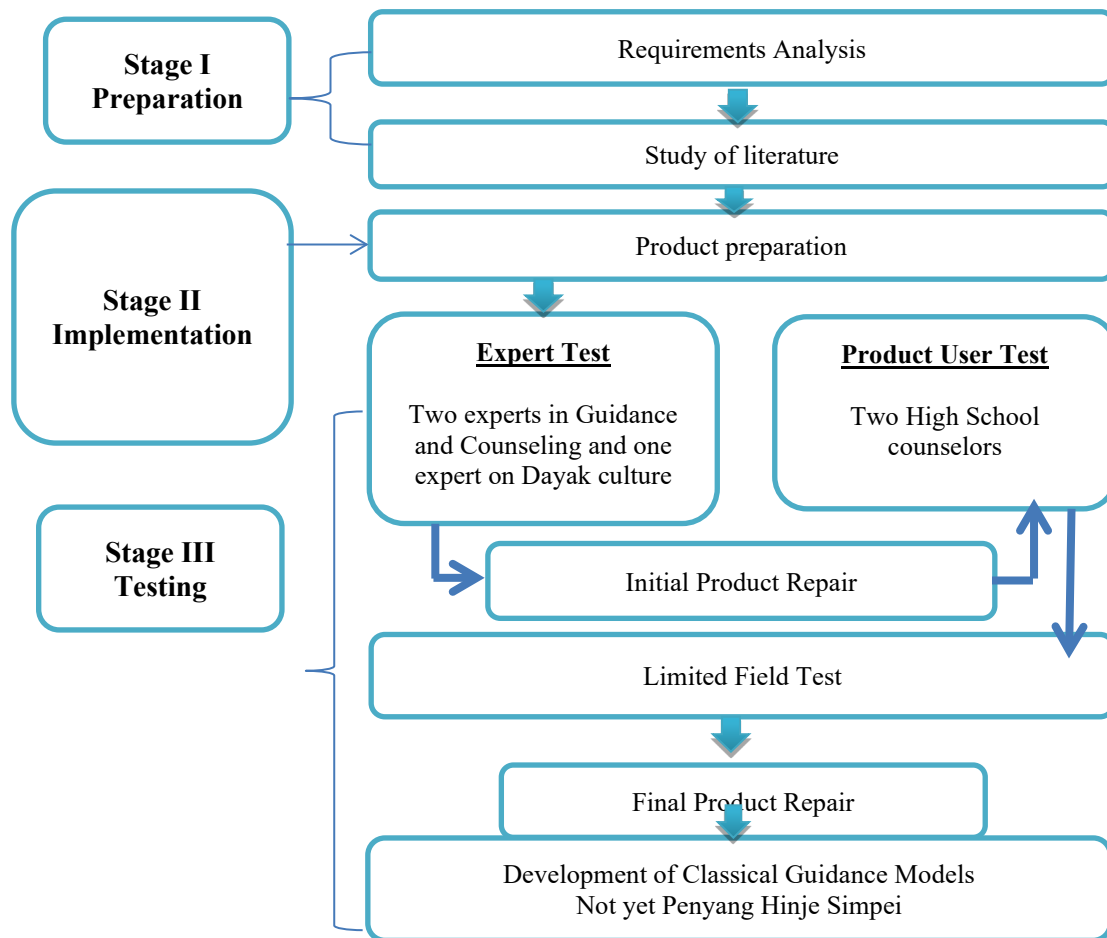 Stage I
Preparation
Requirements Analysis
Study of literature
Stage II
Implementation
Product preparation
Expert Test
Two experts in Guidance
and Counseling and one
expert on Dayak culture
Product User Test
Two High School
counselors
Stage III
Testing
Initial Product Repair
Limited Field Test
Final Product Repair
Development of Classical Guidance Models
Not yet Penyang Hinje Simpei